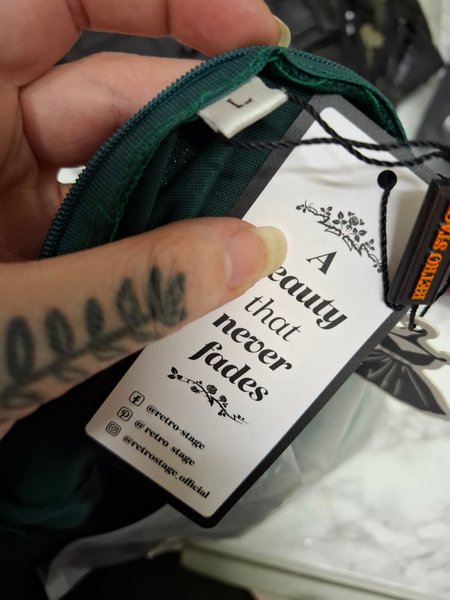 L
RETRO STAGE
A
beauty
that
never
fades
@retro-stage
@retro_stage
@retrostage_official